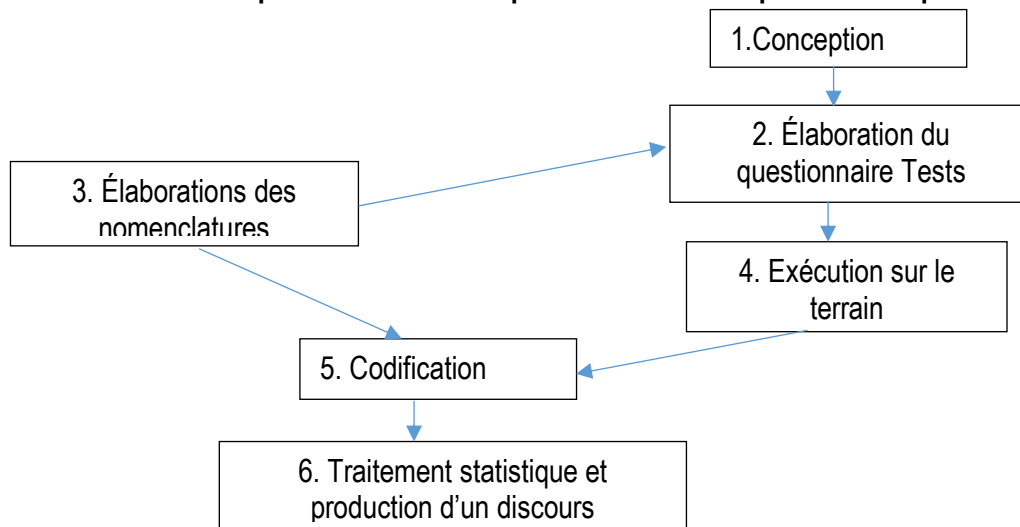 1.Conception
2. Élaboration du
questionnaire Tests
3. Élaborations des
nomenclatures
4. Exécution sur le
terrain
5. Codification
6. Traitement statistique et
production d’un discours